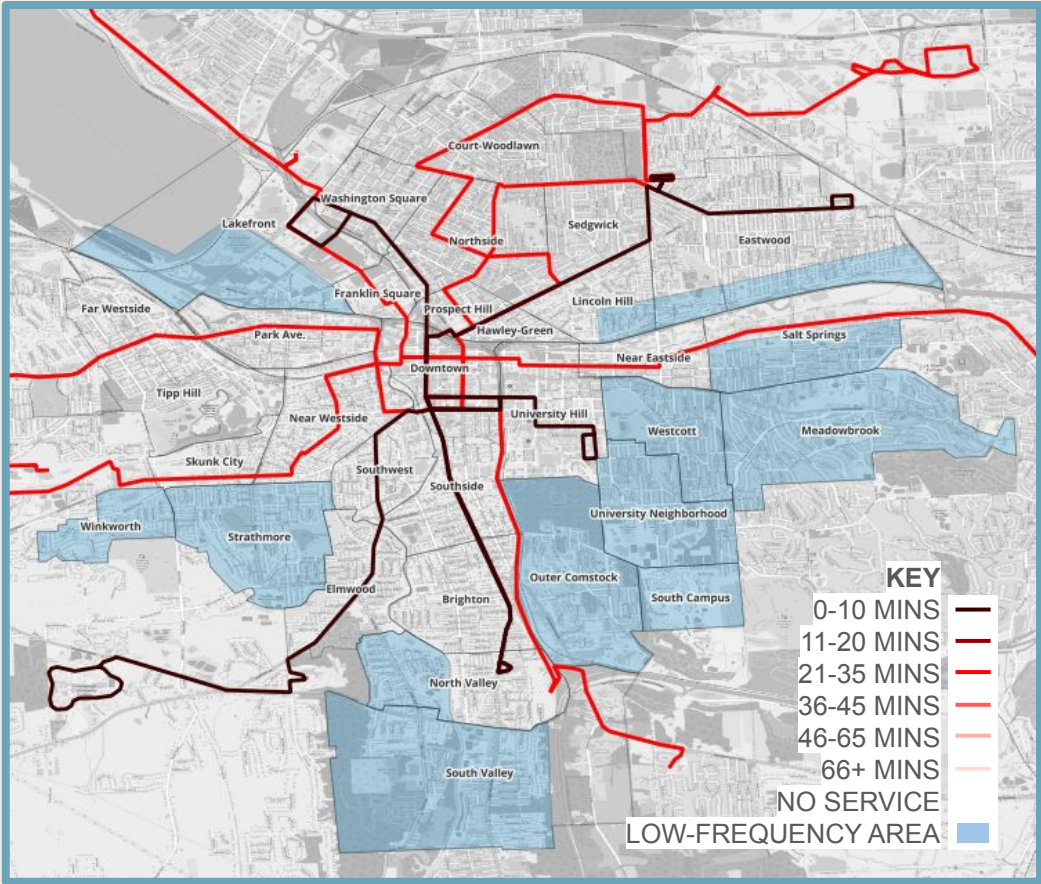 Court-Woodlawn
Washington Square
Lakefront
Sedgwick
Northside
Eastwood
Franklin Square
Lincoln Hill
Far Westside
Prospect Hill
Hawley-Green
Park Ave.
Salt Springs
Near Eastside
Downtown
Tipp Hill
Near Westside
University Hill
Westcott
Meadowbrook
Skunk City
Southwest
Southside
Winkworth
University Neighborhood
Strathmore
Outer Comstock
Elmwood
Brighton
South Campus
North Valley
South Valley
KEY
0-10 MINS
11-20 MINS
21-35 MINS
36-45 MINS
46-65 MINS
66+ MINS
NO SERVICE
LOW-FREQUENCY AREA